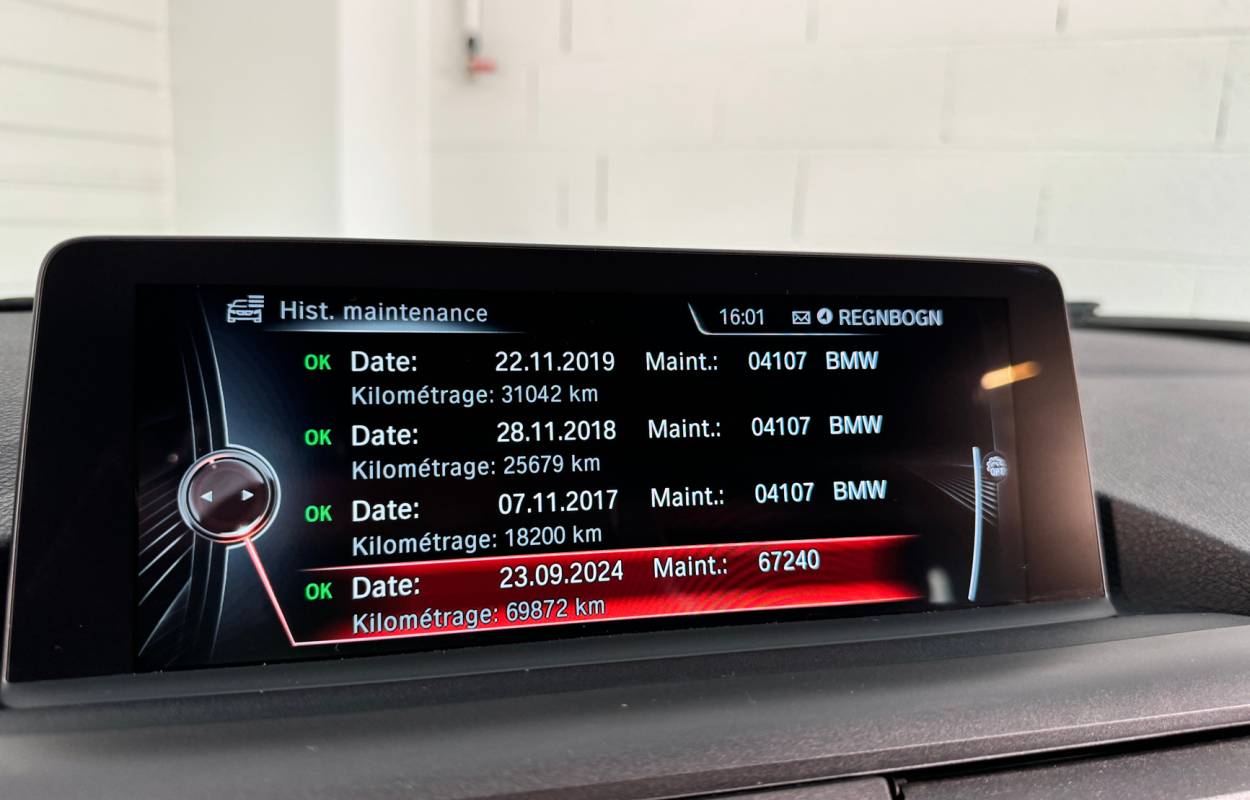 Hist. maintenance 16:01 REGNBOGN
OK Date: 22.11.2019 Maint.: 04107 BMW
Kilométrage: 31042 km
OK Date: 28.11.2018 Maint.: 04107 BMW
Kilométrage: 25679 km
OK Date: 07.11.2017 Maint.: 04107 BMW
Kilométrage: 18200 km
OK Date: 23.09.2024 Maint.: 67240
Kilométrage: 69872 km